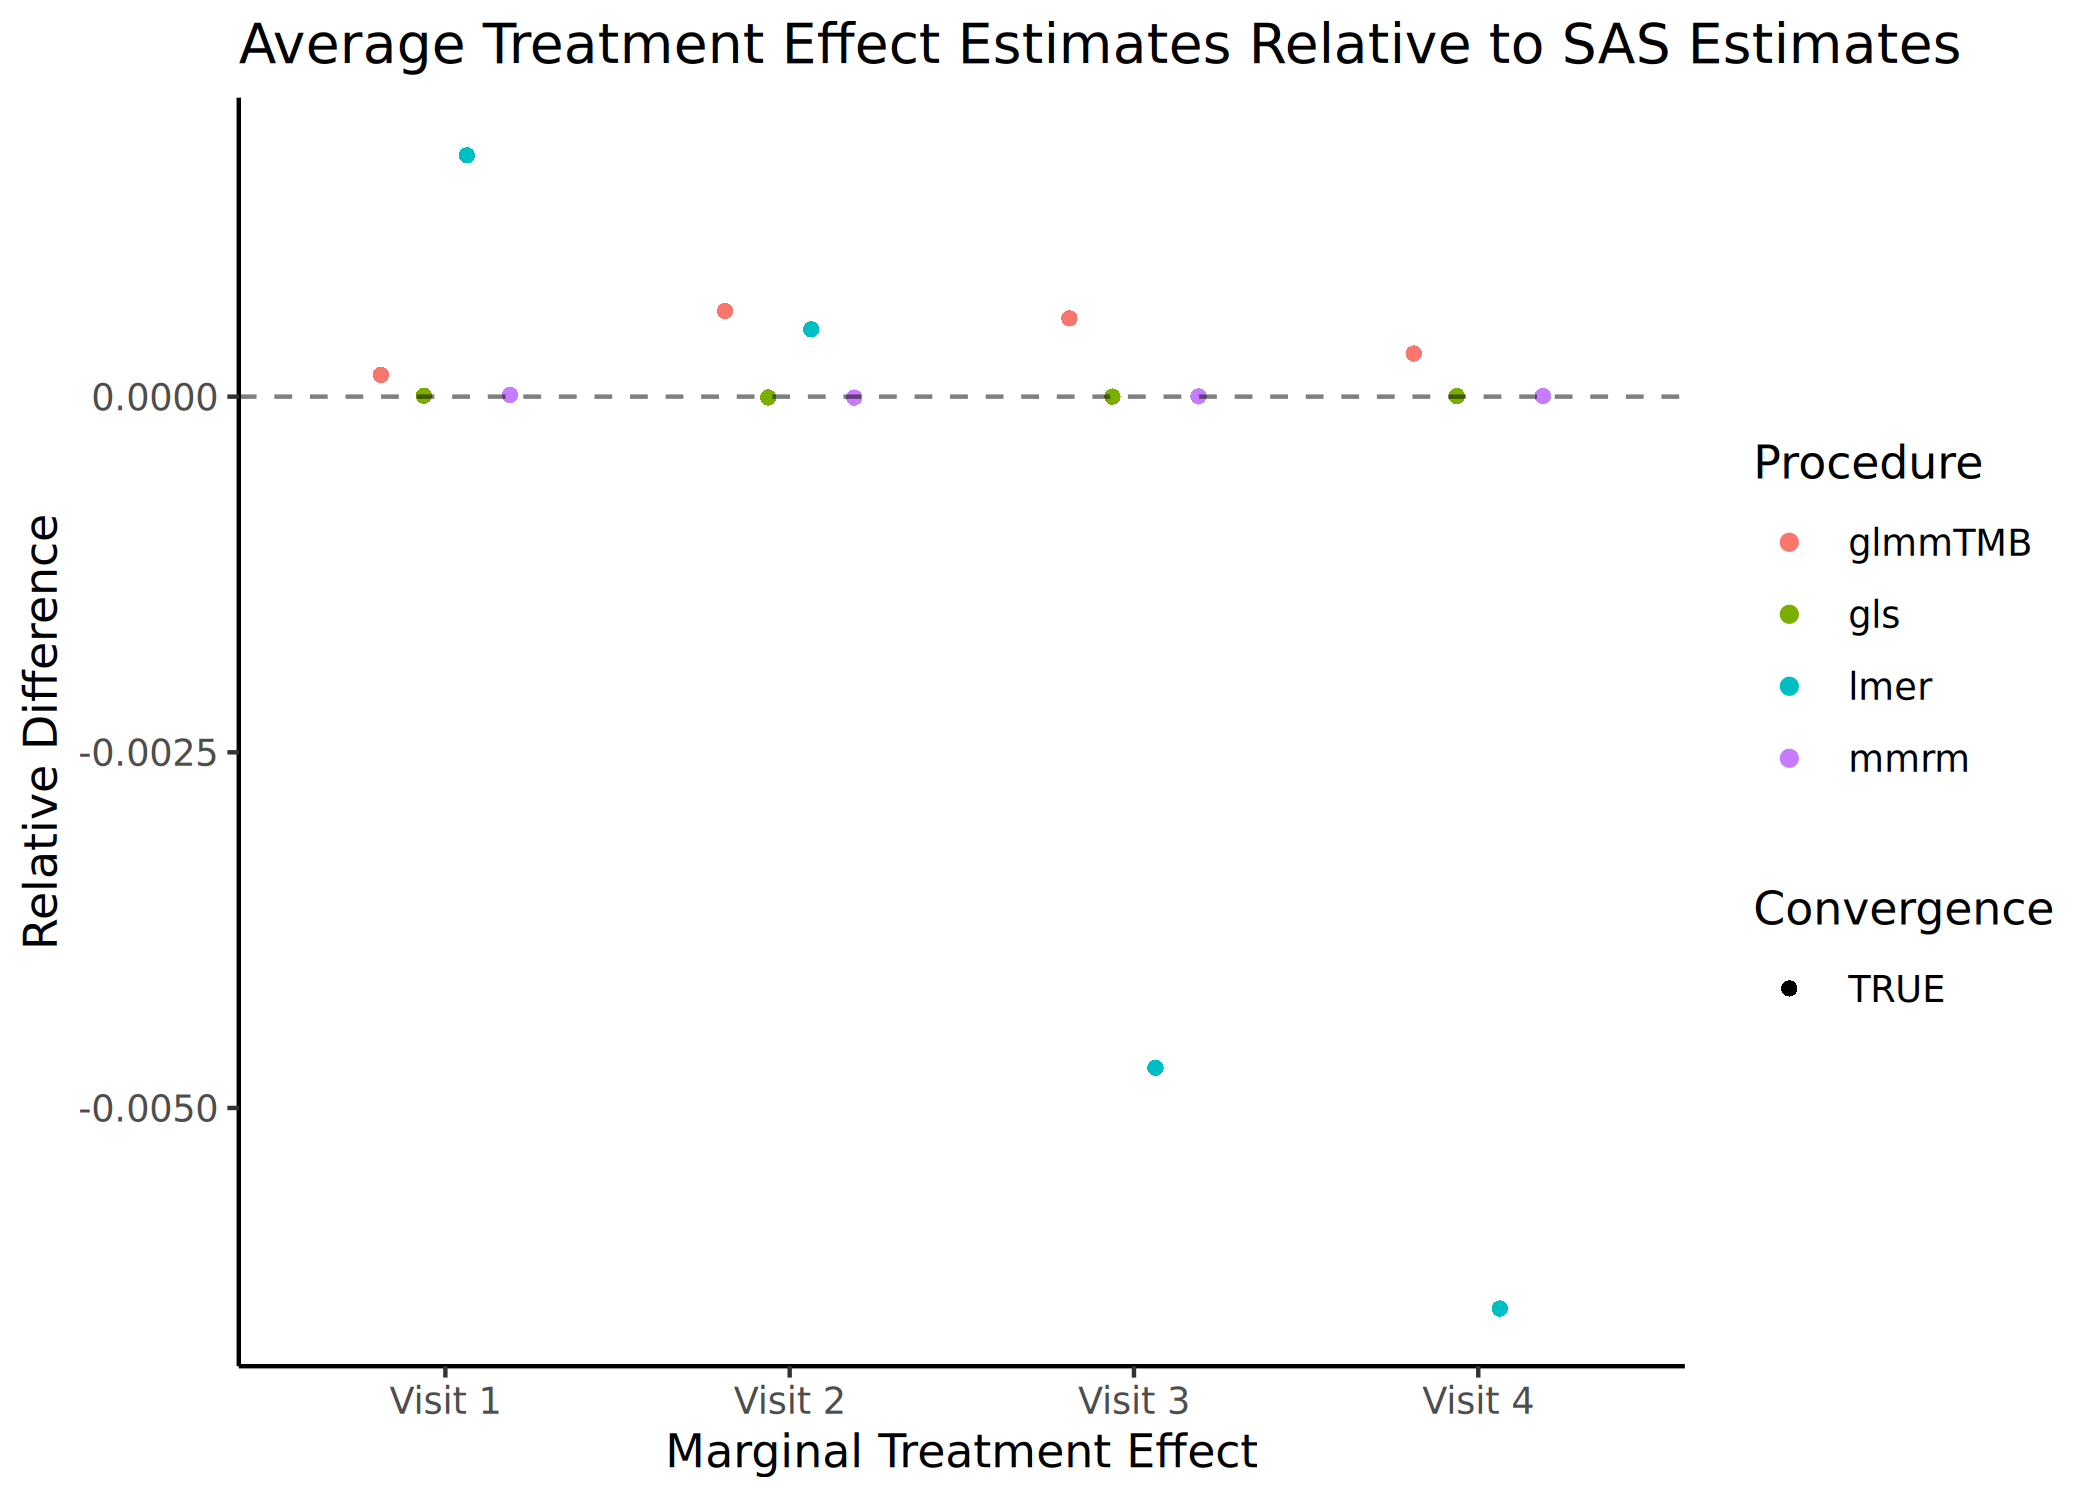 Average Treatment Effect Estimates Relative to SAS Estimates
0.0000
-0.0025
-0.0050
Relative Difference
Visit 1
Visit 2
Visit 3
Visit 4
Marginal Treatment Effect
Procedure
glmmTMB
gls
lmer
mmrm
Convergence
TRUE